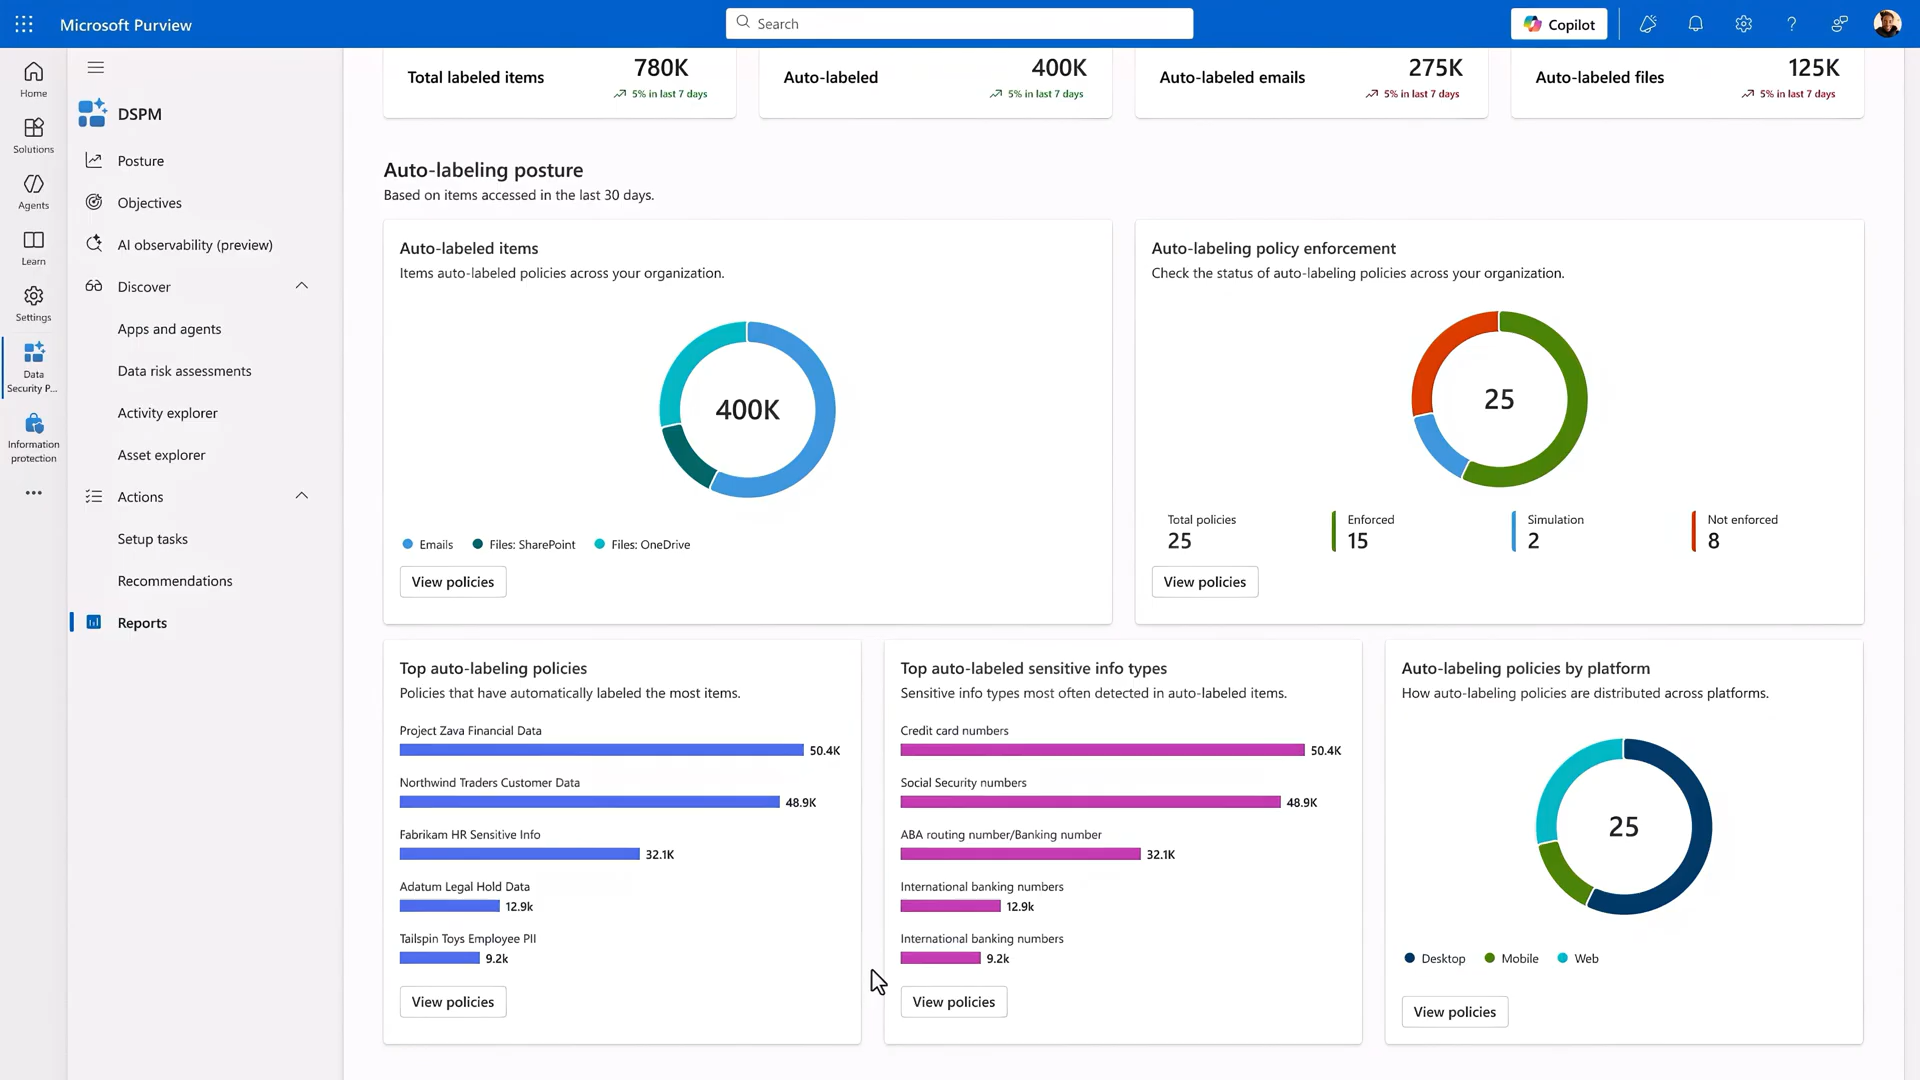 Microsoft Purview
Search
Copilot
Home
Solutions
Agents
Learn
Settings
Data
Security P...
Information
protection
DSPM
Posture
Objectives
AI observability (preview)
Discover
Apps and agents
Data risk assessments
Activity explorer
Asset explorer
Actions
Setup tasks
Recommendations
Reports
Total labeled items
780K
5% in last 7 days
Auto-labeled
400K
5% in last 7 days
Auto-labeled emails
275K
5% in last 7 days
Auto-labeled files
125K
5% in last 7 days
Auto-labeling posture
Based on items accessed in the last 30 days.
Auto-labeled items
Items auto-labeled policies across your organization.
400K
Emails
Files: SharePoint
Files: OneDrive
View policies
Auto-labeling policy enforcement
Check the status of auto-labeling policies across your organization.
25
Total policies
25
Enforced
15
Simulation
2
Not enforced
8
View policies
Top auto-labeling policies
Policies that have automatically labeled the most items.
Project Zava Financial Data
50.4K
Northwind Traders Customer Data
48.9K
Fabrikam HR Sensitive Info
32.1K
Adatum Legal Hold Data
12.9k
Tailspin Toys Employee PII
9.2k
View policies
Top auto-labeled sensitive info types
Sensitive info types most often detected in auto-labeled items.
Credit card numbers
50.4K
Social Security numbers
48.9K
ABA routing number/Banking number
32.1K
International banking numbers
12.9k
International banking numbers
9.2k
View policies
Auto-labeling policies by platform
How auto-labeling policies are distributed across platforms.
25
Desktop
Mobile
Web
View policies